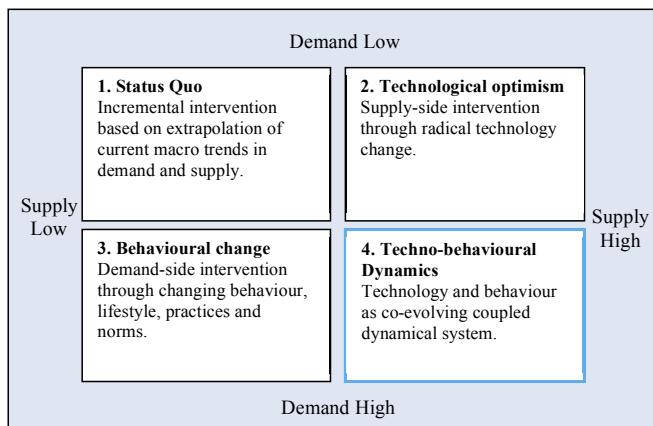 Demand Low
1. Status Quo
Incremental intervention
based on extrapolation of
current macro trends in
demand and supply.
2. Technological optimism
Supply-side intervention
through radical technology
change.
Supply
Low
Supply
High
3. Behavioural change
Demand-side intervention
through changing behaviour,
lifestyle, practices and
norms.
4. Techno-behavioural
Dynamics
Technology and behaviour
as co-evolving coupled
dynamical system.
Demand High